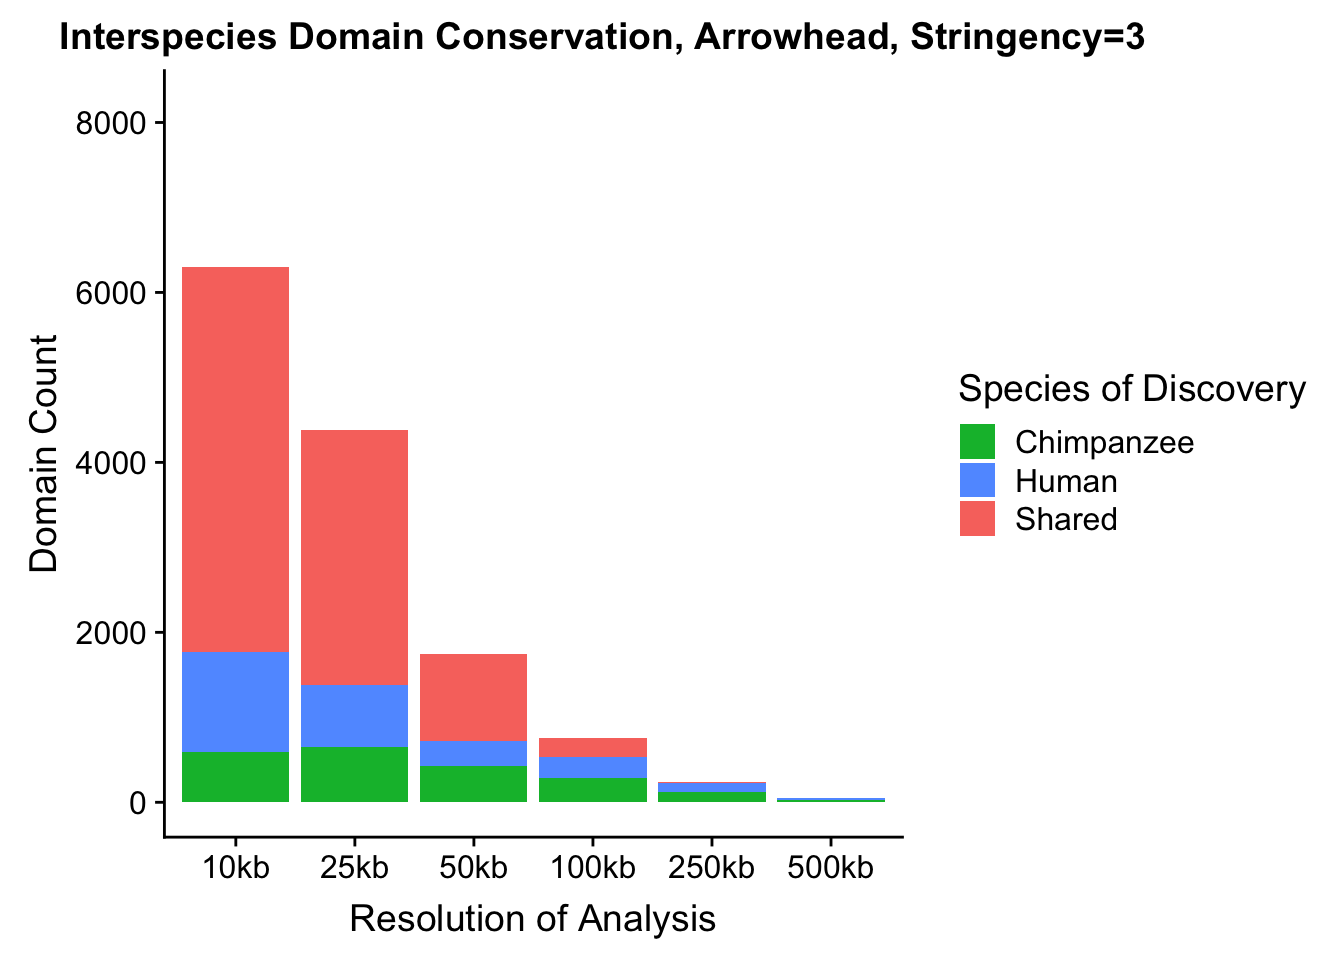 Interspecies Domain Conservation, Arrowhead, Stringency=3
8000
6000
4000
2000
0
Domain Count
10kb 25kb 50kb 100kb 250kb 500kb
Resolution of Analysis
Species of Discovery
Chimpanzee
Human
Shared